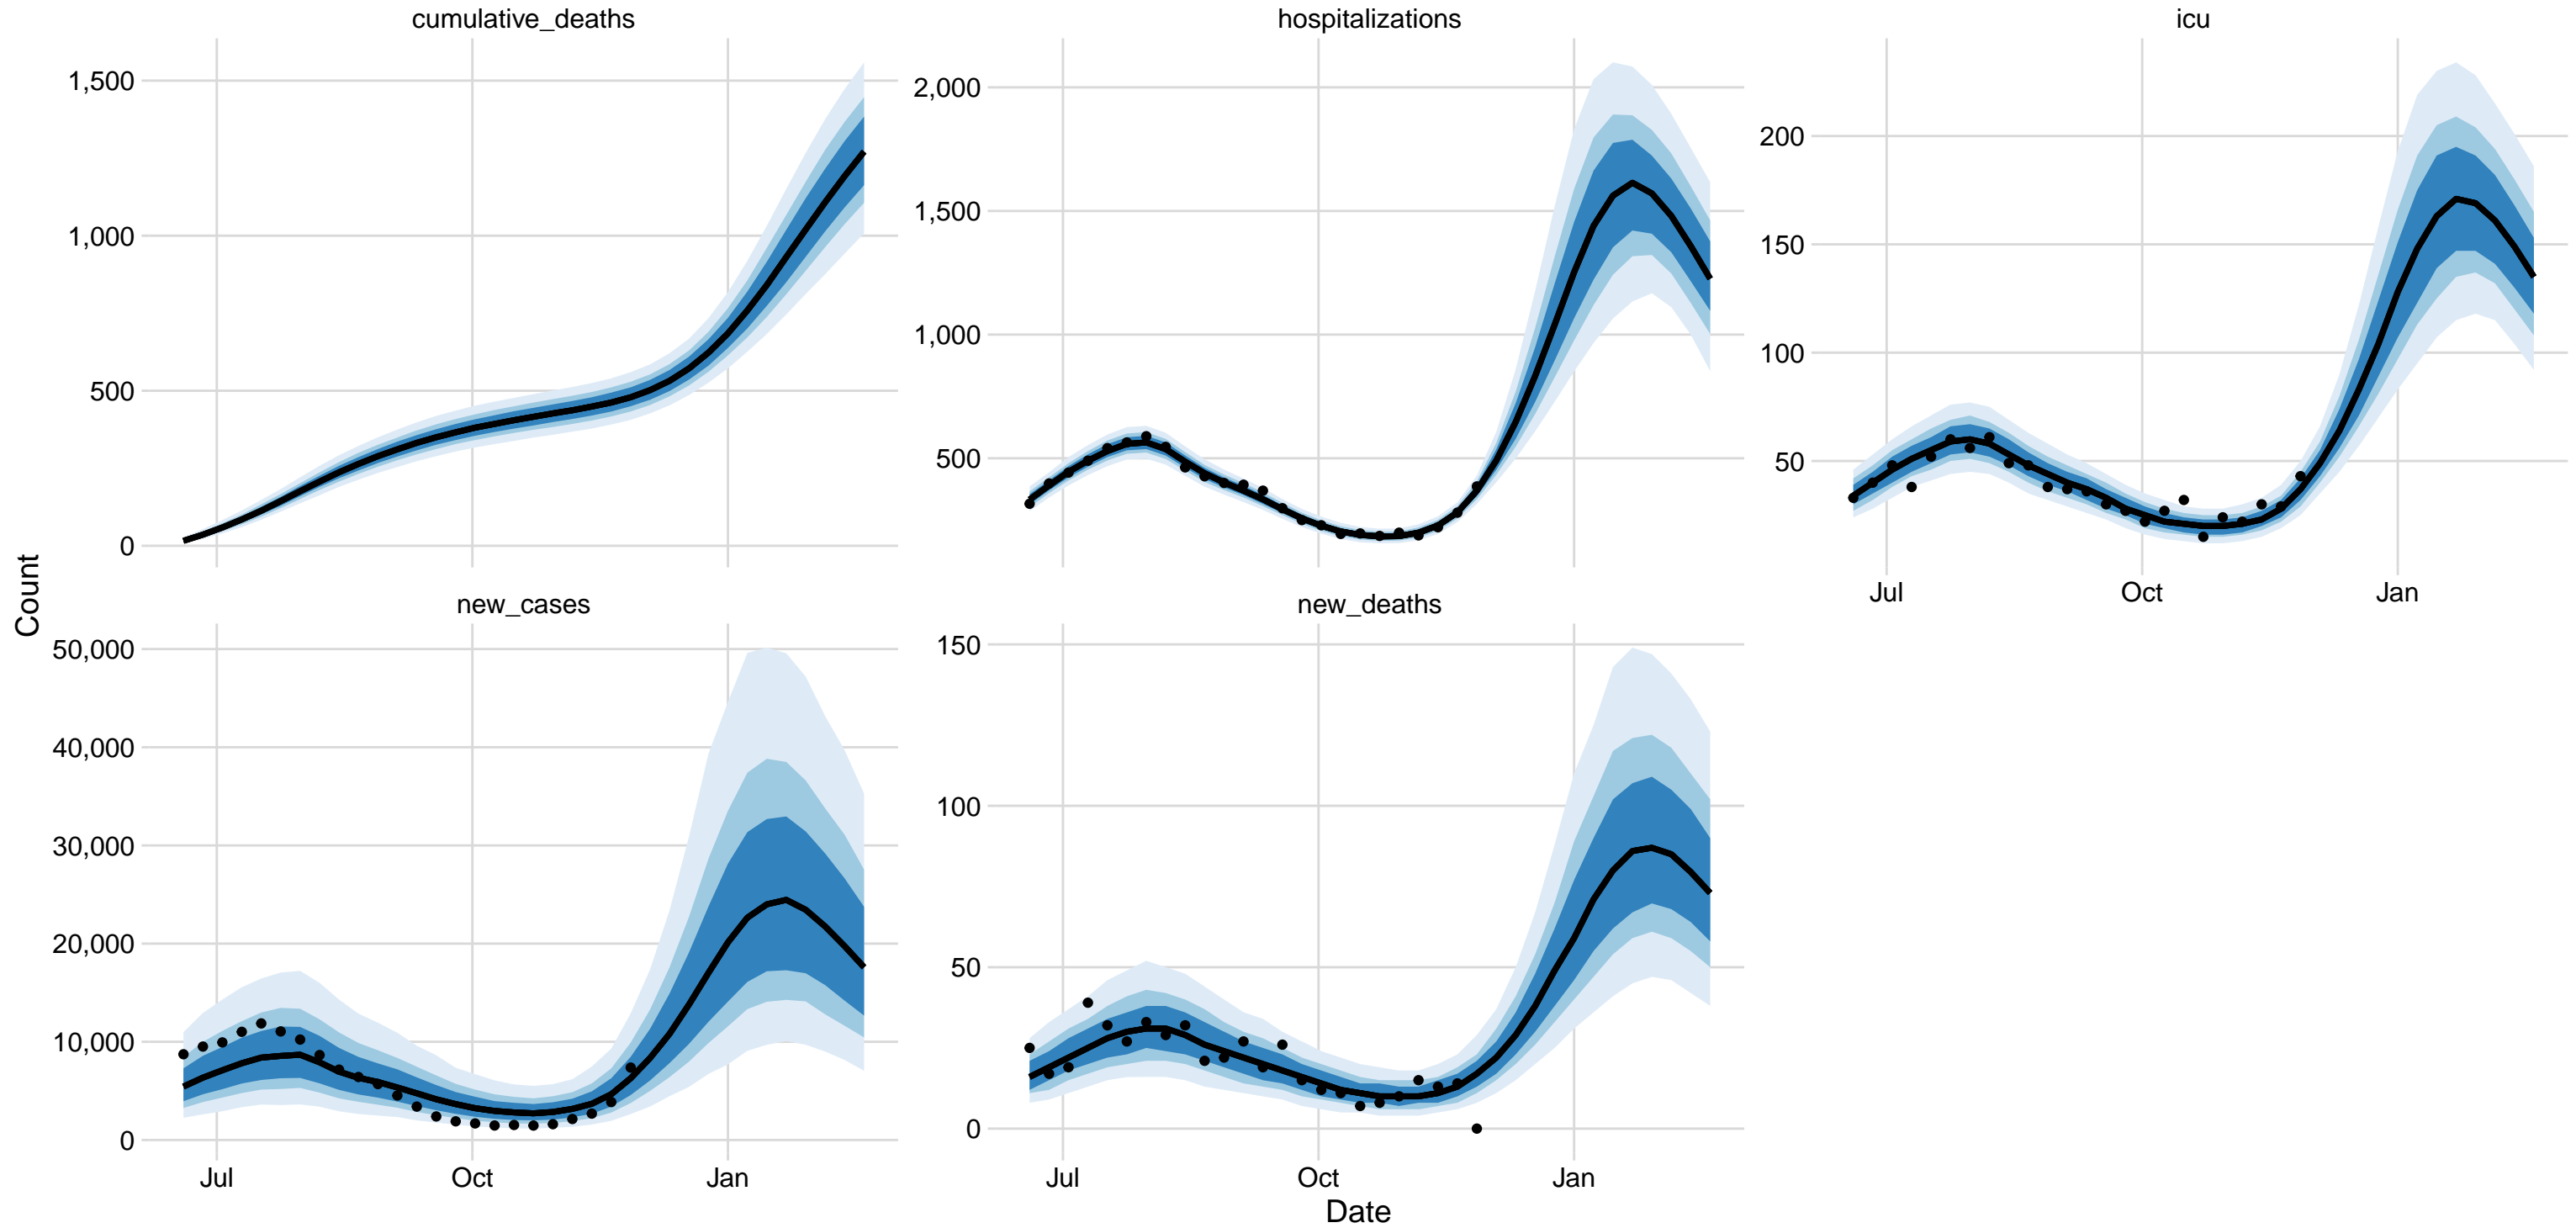 cumulative_deaths
1,500
1,000
500
0
hospitalizations
2,000
1,500
1,000
500
icu
200
150
100
50
Jul Oct Jan
Count
new_cases
50,000
40,000
30,000
20,000
10,000
0
Jul Oct Jan
new_deaths
150
100
50
0
Jul Oct Jan
Date